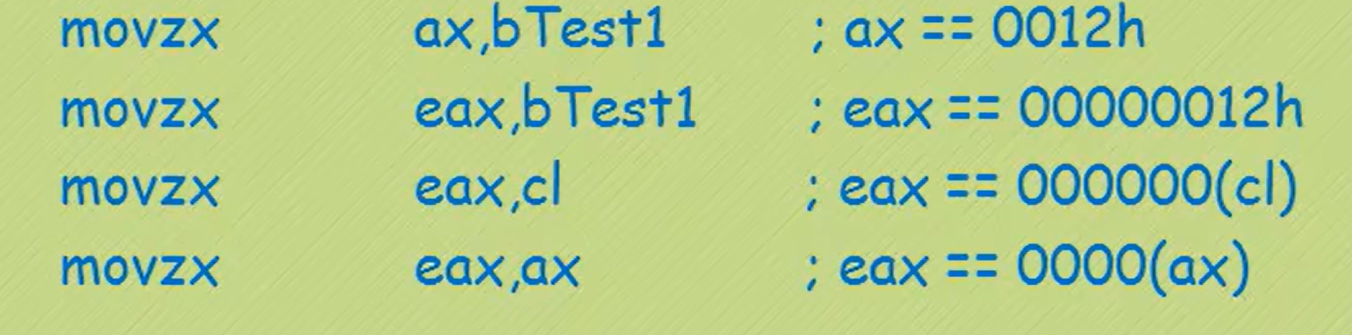 movzx ax,bTest1 ; ax == 0012h
movzx eax,bTest1 ; eax == 00000012h
movzx eax,cl ; eax == 000000(cl)
movzx eax,ax ; eax == 0000(ax)